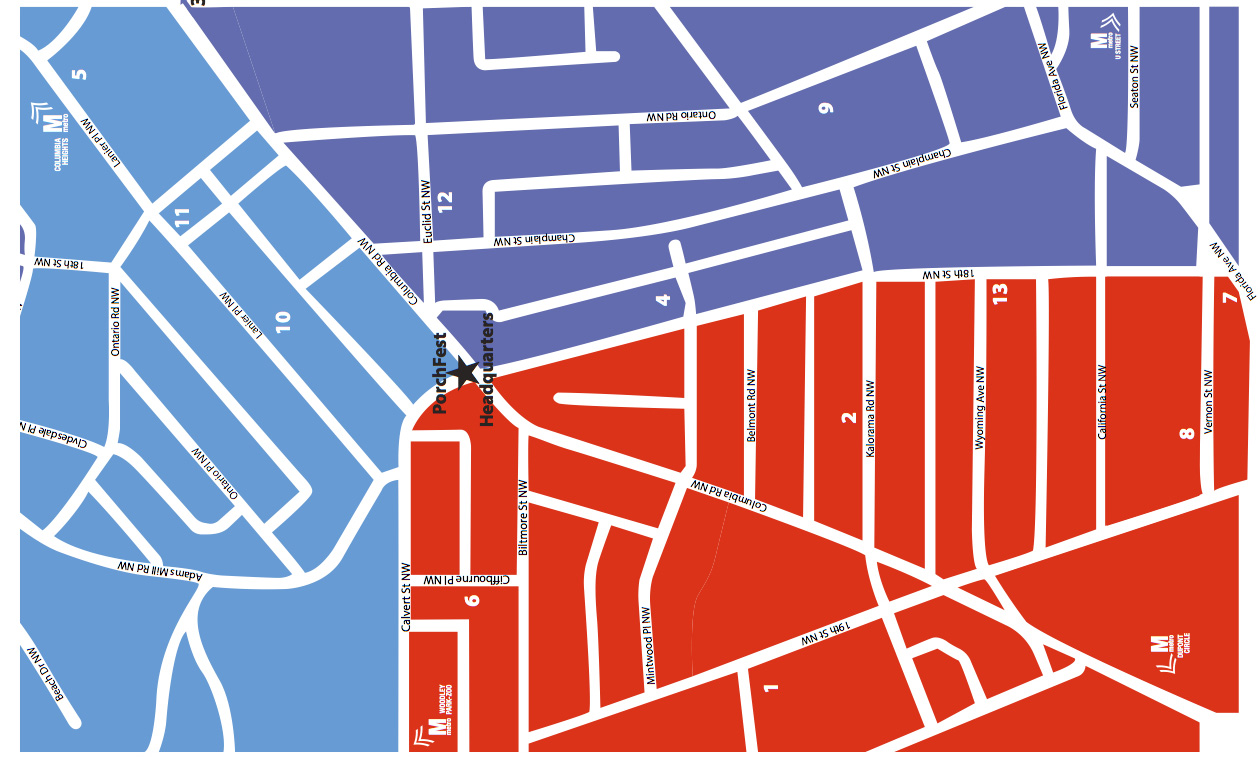 3
5
COLUMBIA
HEIGHTS
M
metro
Lanier Pl NW
11
18th St NW
Ontario Rd NW
Lanier Pl NW
10
Clydesdale Pl N
Ontario Pl NW
Adams Mill Rd NW
Beach Dr NW
Ontario Rd NW
9
Florida Ave NW
M
metro
U STREET
Seaton St NW
Euclid St NW
12
Champlain St NW
Champlain St NW
Columbia Rd NW
4
18th St NW
Florida Ave NW
PorchFest
Headquarters
13
7
Belmont Rd NW
2
Kalorama Rd NW
Wyoming Ave NW
California St NW
8
Vernon St NW
Columbia Rd NW
Biltmore St NW
Calvert St NW
Cliffbourne Pl NW
6
Mintwood Pl NW
19th St NW
1
M
metro
WOODLEY
PARK-ZOO
M
metro
DUPONT
CIRCLE